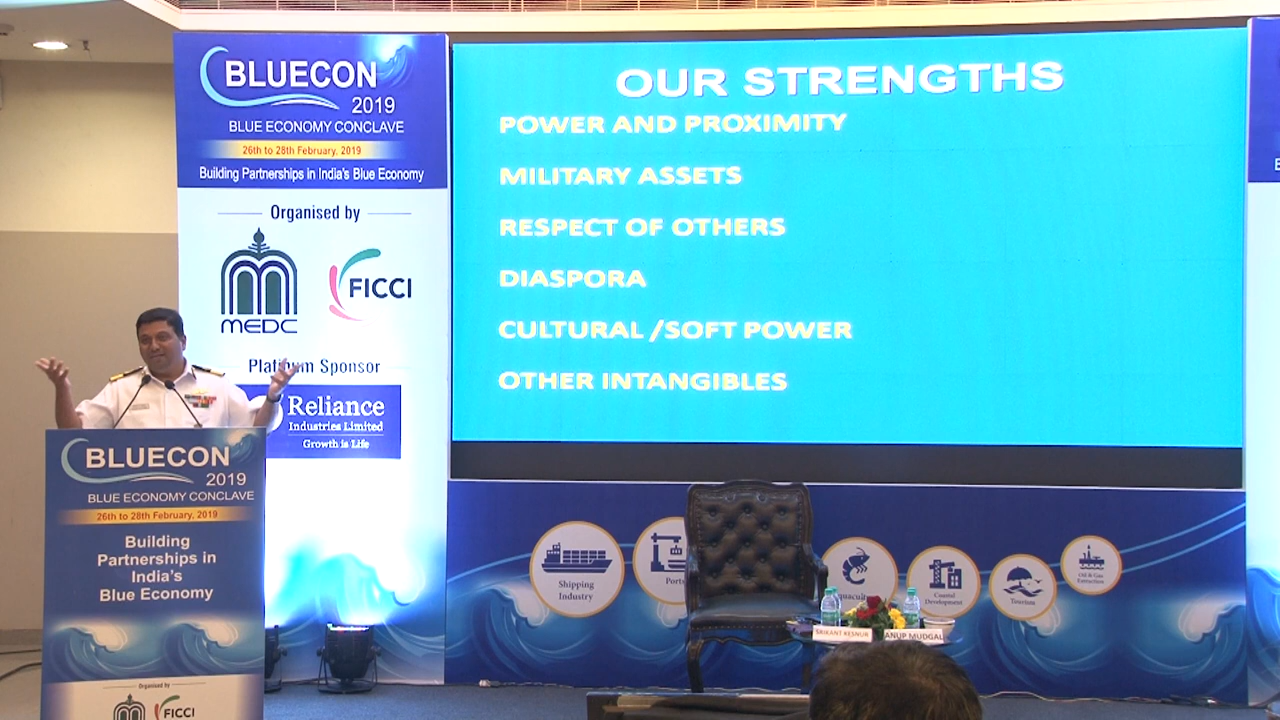 BLUECON
2019
BLUE ECONOMY CONCLAVE
26th to 28th February, 2019
Building Partnerships in India's Blue Economy
Organised by
MEDC
FICCI
Platinum Sponsor
Reliance
Industries Limited
Growth is Life
OUR STRENGTHS
POWER AND PROXIMITY
MILITARY ASSETS
RESPECT OF OTHERS
DIASPORA
CULTURAL /SOFT POWER
OTHER INTANGIBLES
BLUECON
2019
BLUE ECONOMY CONCLAVE
26th to 28th February, 2019
Building
Partnerships in
India's
Blue Economy
Organised by
FICCI
Shipping
Industry
Ports
Coastal
Development
Tourism
Oil & Gas
Extraction
SRIKANT KESNUR
ANUP MUDGAL